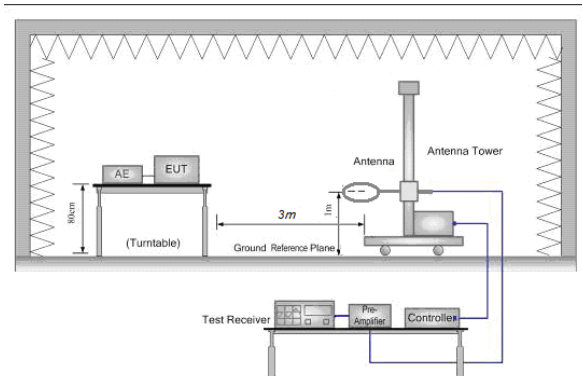 AE
EUT
Antenna
Antenna Tower
80cm
3m
1m
(Turntable)
Ground Reference Plane
Test Receiver
Pre-
Amplifier
Controller